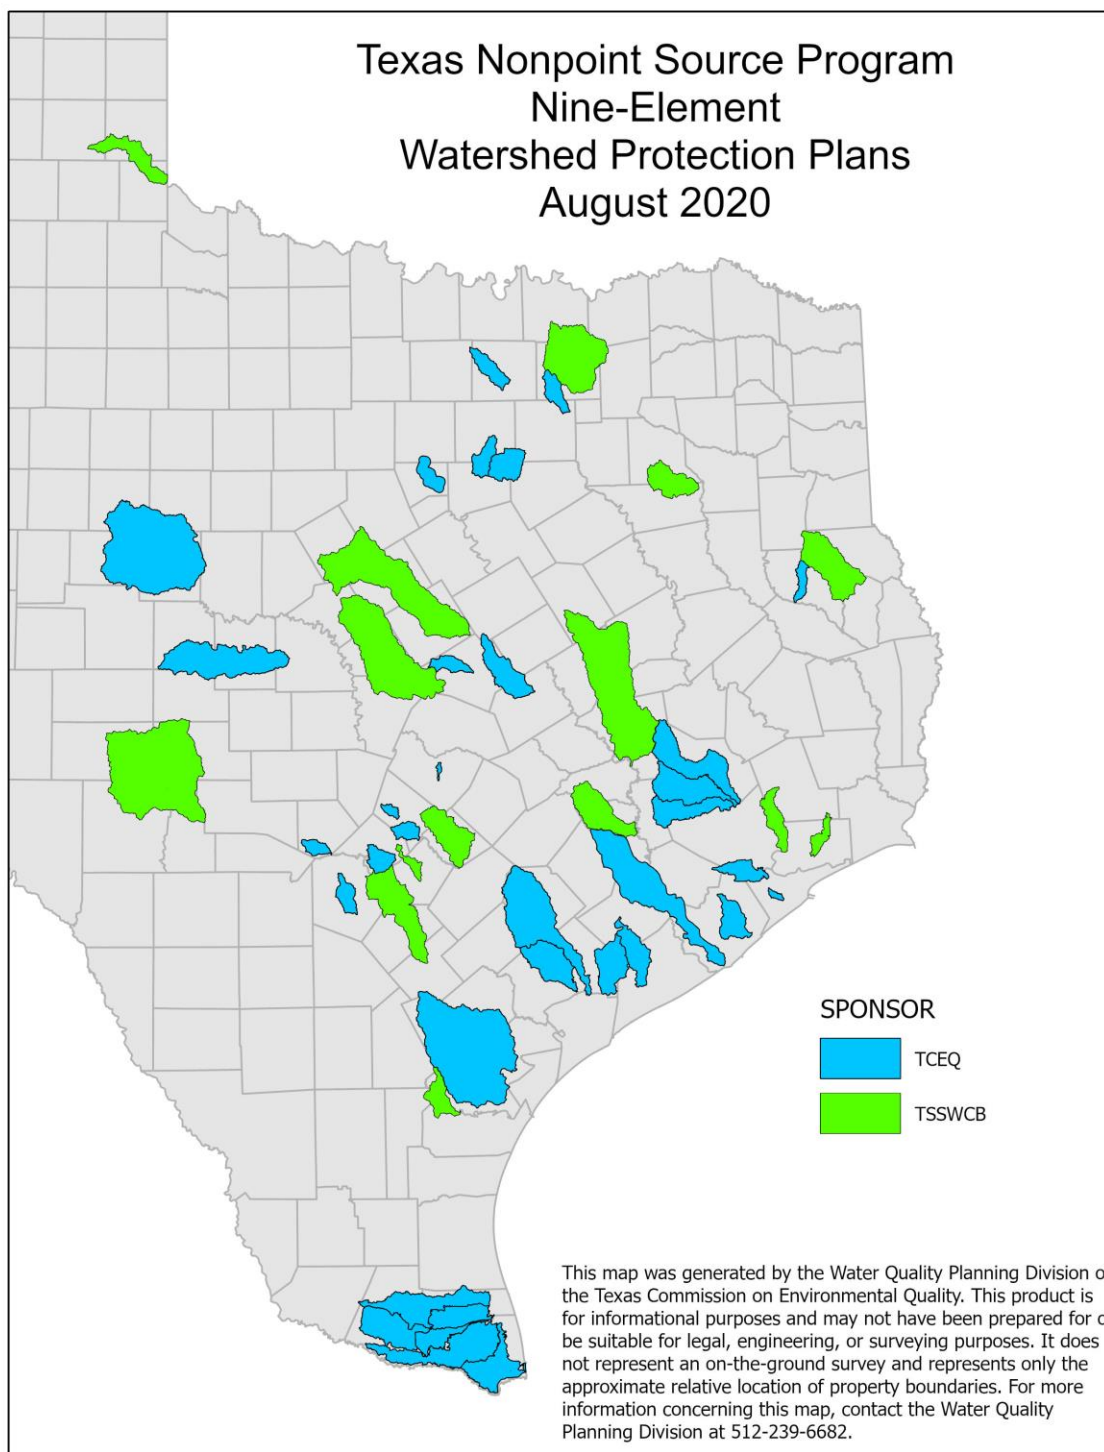 Texas Nonpoint Source Program
Nine-Element
Watershed Protection Plans
August 2020
SPONSOR
TCEQ
TSSWCB
This map was generated by the Water Quality Planning Division o
the Texas Commission on Environmental Quality. This product is
for informational purposes and may not have been prepared for o
be suitable for legal, engineering, or surveying purposes. It does
not represent an on-the-ground survey and represents only the
approximate relative location of property boundaries. For more
information concerning this map, contact the Water Quality
Planning Division at 512-239-6682.